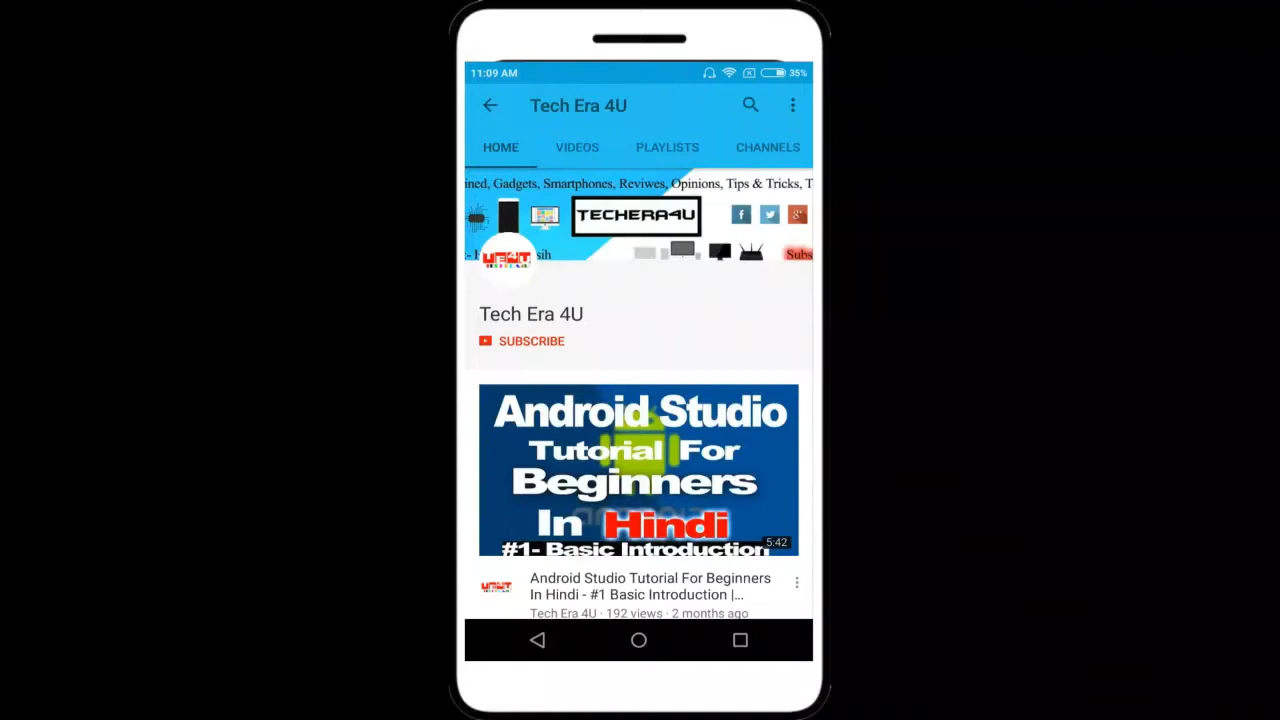 11:09 AM
35%
Tech Era 4U
HOME VIDEOS PLAYLISTS CHANNELS
ined, Gadgets, Smartphones, Reviwes, Opinions, Tips & Tricks, T
TECHERA4U
f
g+
sih
Subs
Tech Era 4U
SUBSCRIBE
Android Studio
Tutorial For
Beginners
In Hindi
#1- Basic Introduction
5:42
Android Studio Tutorial For Beginners
In Hindi - #1 Basic Introduction |...
Tech Era 4U · 192 views · 2 months ago